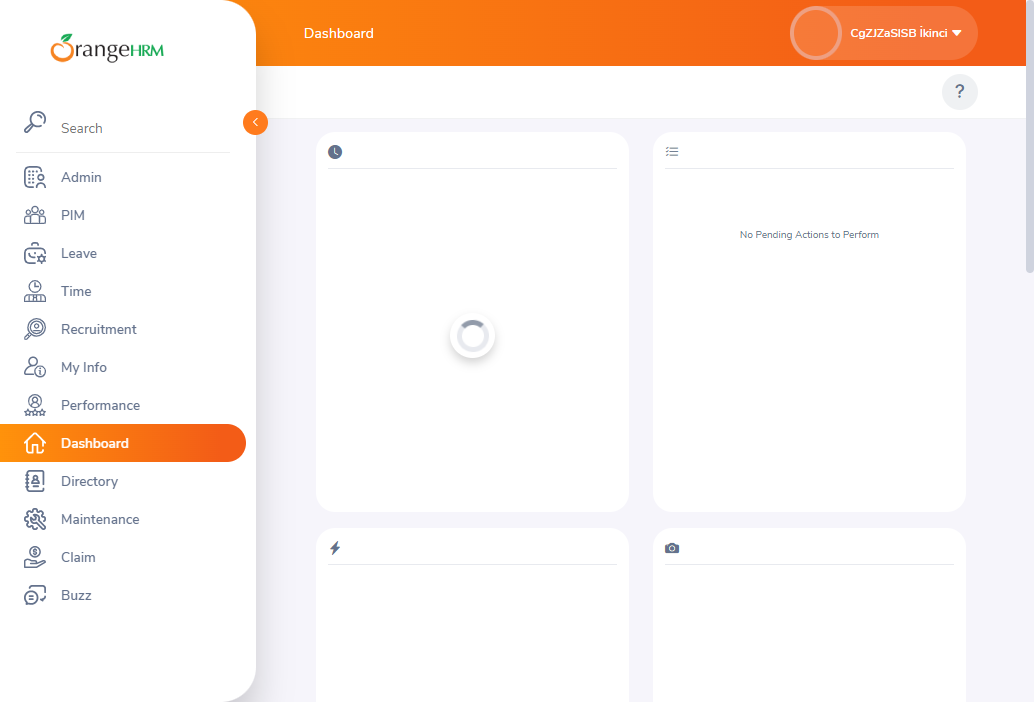 OrangeHRM
Dashboard
CgZJZaSISB İkinci
?
Search
Admin
PIM
Leave
Time
Recruitment
My Info
Performance
Dashboard
Directory
Maintenance
Claim
Buzz
No Pending Actions to Perform